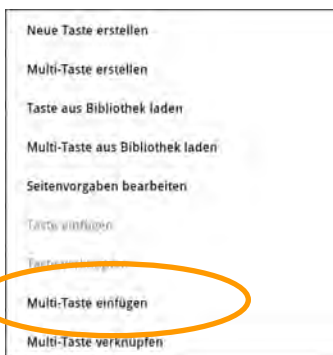 Neue Taste erstellen
Multi-Taste erstellen
Taste aus Bibliothek laden
Multi-Taste aus Bibliothek laden
Seitenvorgaben bearbeiten
Taste einfügen
Taste
Multi-Taste einfügen
Multi-Taste verknüpfen